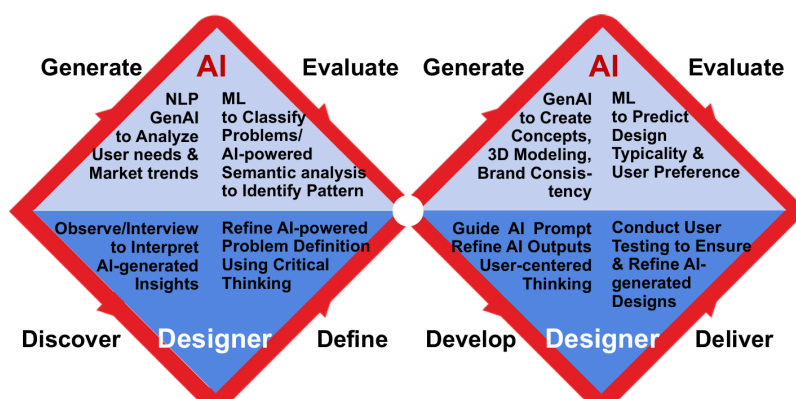 Generate
AI
Evaluate
NLP
GenAI
to Analyze
User needs &
Market trends
ML
to Classify
Problems/
AI-powered
Semantic analysis
to Identify Pattern
Observe/Interview
to Interpret
AI-generated
Insights
Refine AI-powered
Problem Definition
Using Critical
Thinking
Discover
Designer
Define
Generate
AI
Evaluate
GenAI
to Create
Concepts,
3D Modeling,
Brand Consis-
tency
ML
to Predict
Design
Typicality &
User Preference
Guide AI Prompt
Refine AI Outputs
User-centered
Thinking
Conduct User
Testing to Ensure
& Refine AI-
generated
Designs
Develop
Designer
Deliver